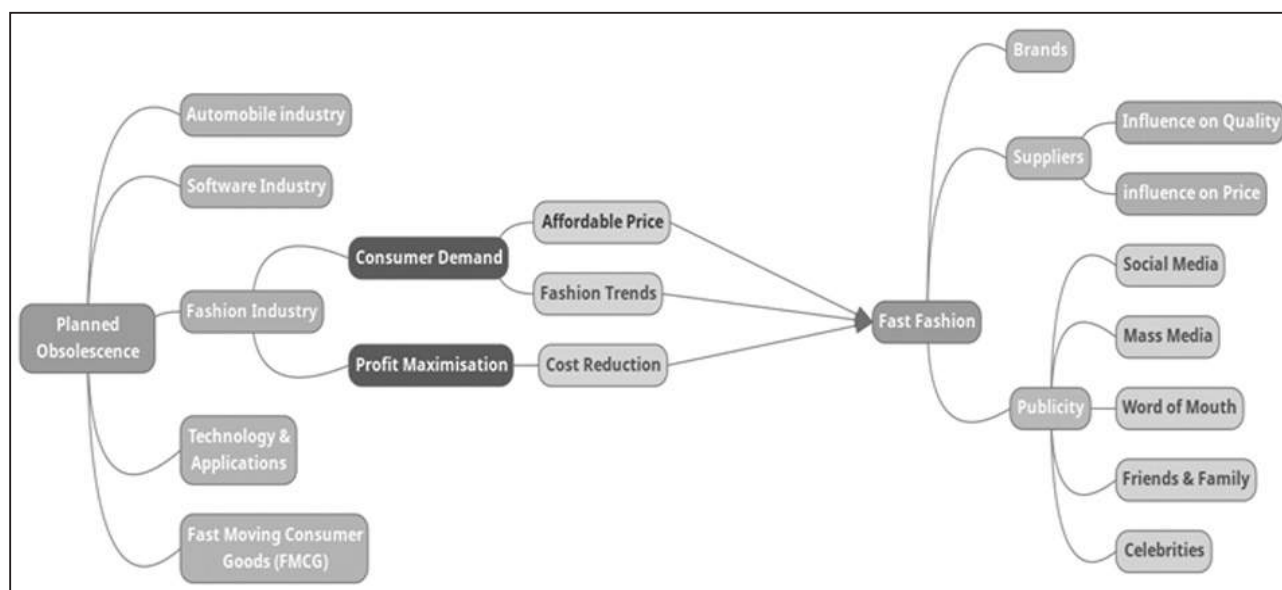 Planned
Obsolescence
Automobile industry
Software Industry
Fashion Industry
Technology &
Applications
Fast Moving Consumer
Goods (FMCG)
Consumer Demand
Profit Maximisation
Affordable Price
Fashion Trends
Cost Reduction
Fast Fashion
Brands
Suppliers
Influence on Quality
influence on Price
Publicity
Social Media
Mass Media
Word of Mouth
Friends & Family
Celebrities